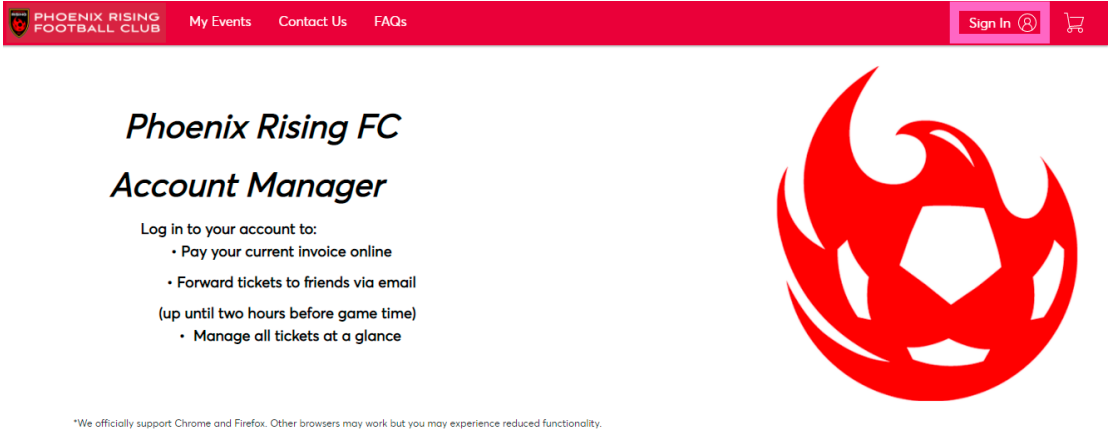 PHOENIX RISING
FOOTBALL CLUB
My Events Contact Us FAQs Sign In
Phoenix Rising FC
Account Manager
Log in to your account to:
• Pay your current invoice online
• Forward tickets to friends via email
(up until two hours before game time)
• Manage all tickets at a glance
*We officially support Chrome and Firefox. Other browsers may work but you may experience reduced functionality.